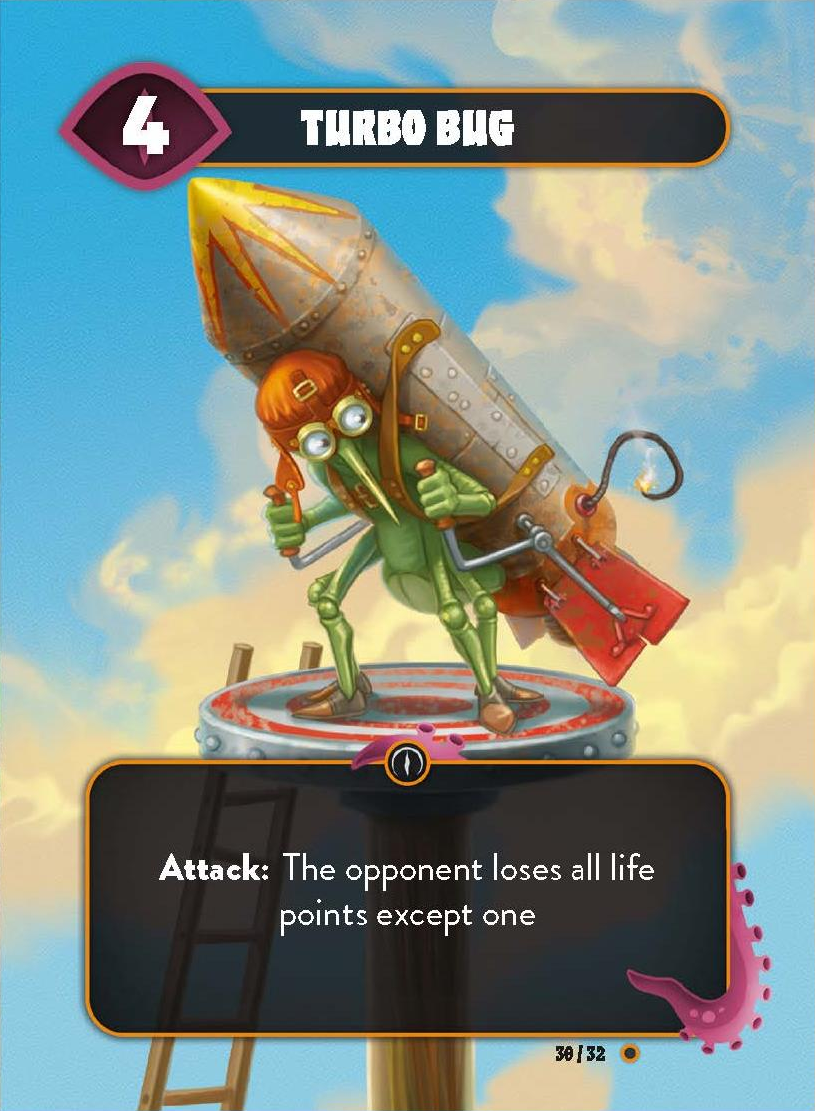 4
TURBO BUG
Attack: The opponent loses all life
points except one
30/32